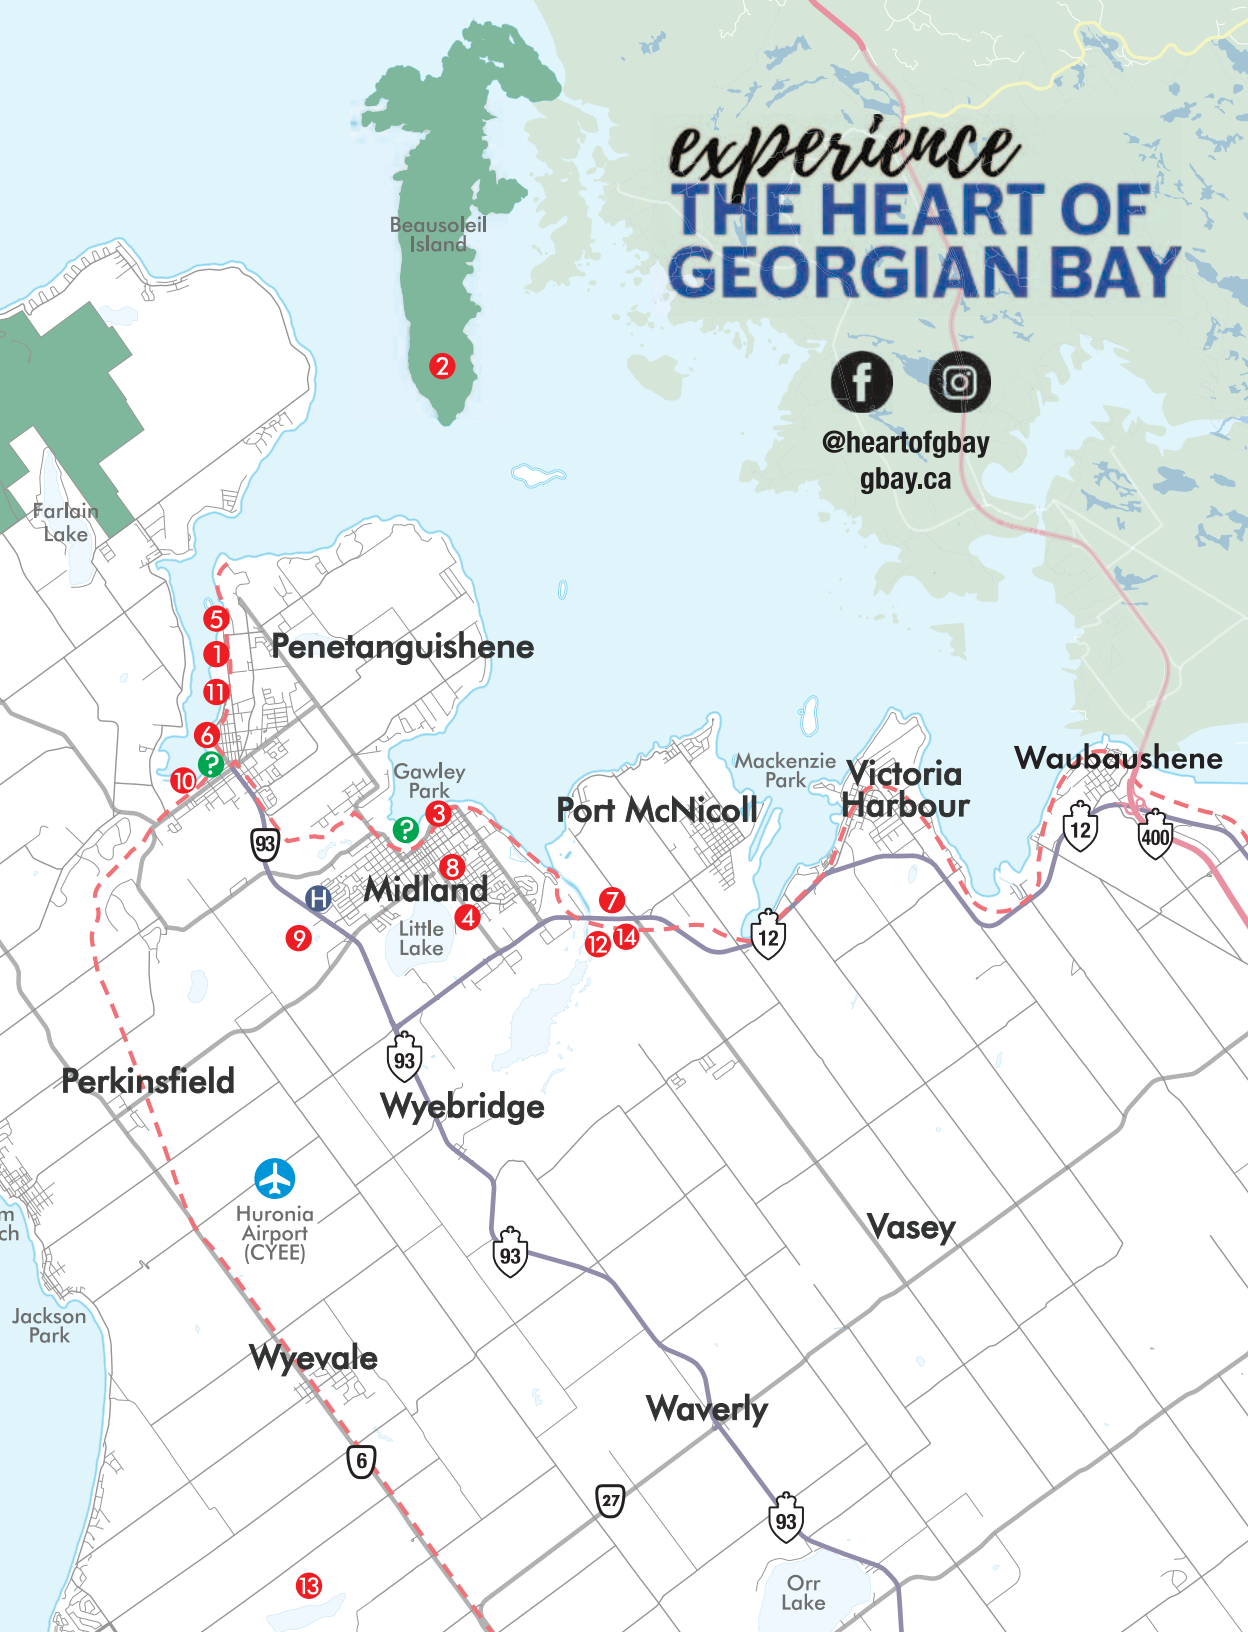 experience
THE HEART OF
GEORGIAN BAY
@heartofgbay
gbay.ca
Beausoleil
Island
2
Farlain
Lake
5
1
11
6
?
10
Penetanguishene
Gawley
Park
3
?
8
Midland
4
Little
Lake
93
H
9
Port McNicoll
7
12
14
Mackenzie
Park
Victoria
Harbour
12
Waubaushene
12
400
93
Perkinsfield
Wyebridge
Huronia
Airport
(CYEE)
93
Vasey
m
ch
Jackson
Park
Wyevale
Waverly
6
27
93
13
Orr
Lake